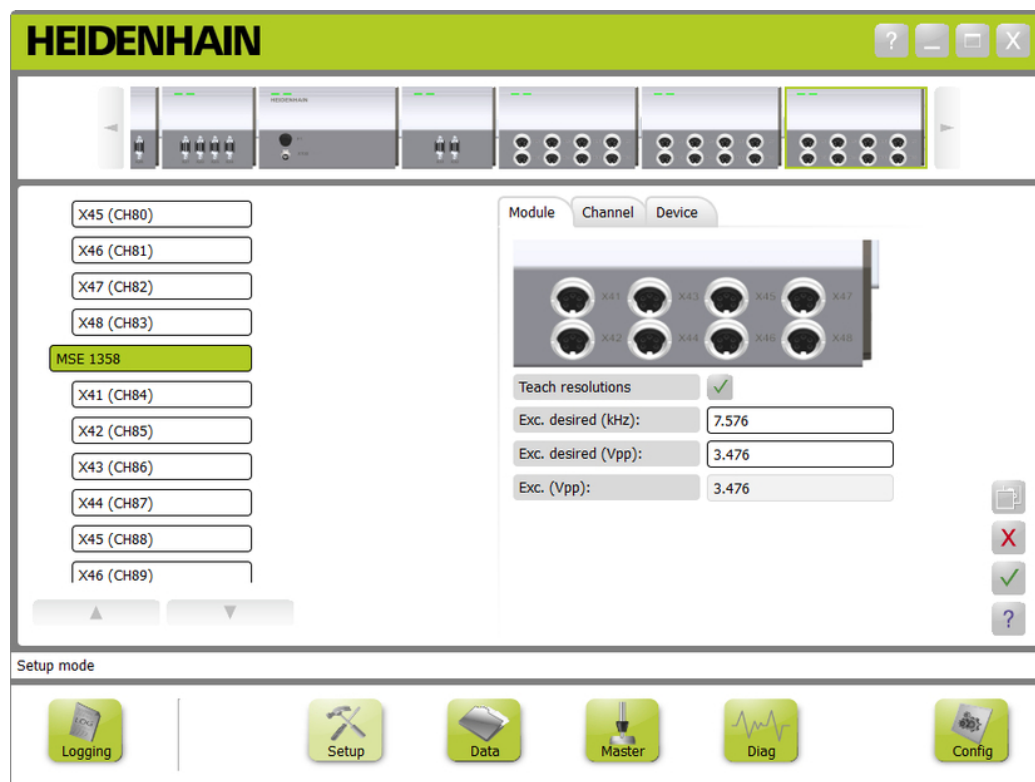 HEIDENHAIN
?
X
HEIDENHAIN
X45 (CH80)
X46 (CH81)
X47 (CH82)
X48 (CH83)
MSE 1358
X41 (CH84)
X42 (CH85)
X43 (CH86)
X44 (CH87)
X45 (CH88)
X46 (CH89)
Module Channel Device
X41 X43 X45 X47
X42 X44 X46 X48
Teach resolutions
Exc. desired (kHz): 7.576
Exc. desired (Vpp): 3.476
Exc. (Vpp): 3.476
X
?
Setup mode
LOG
Logging Setup Data Master Diag Config